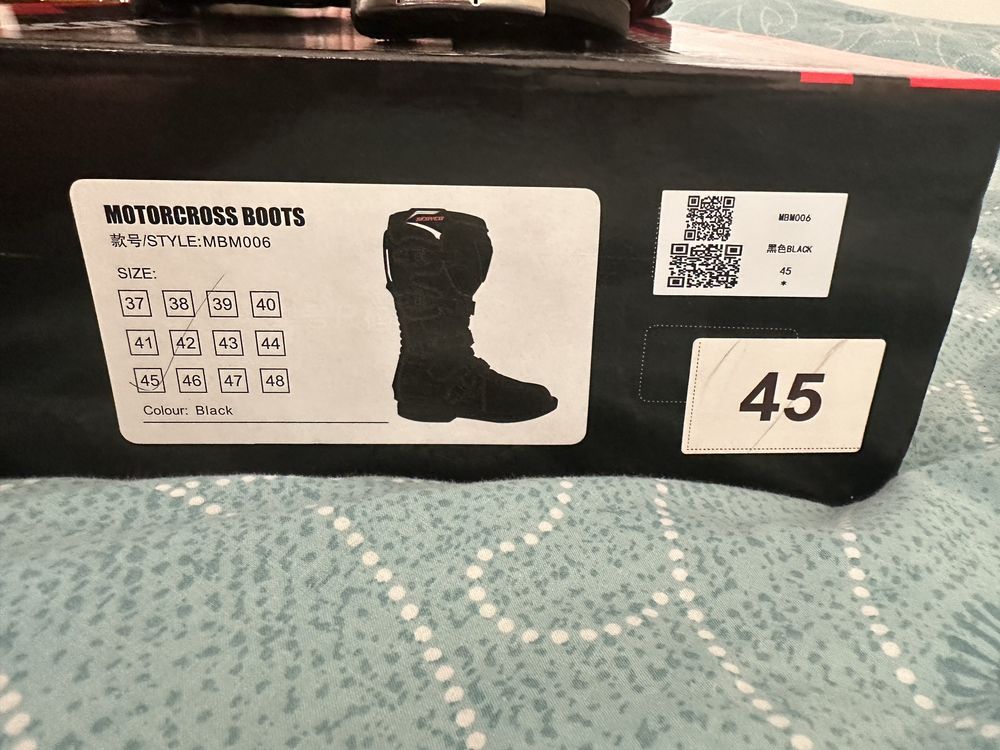 MOTORCROSS BOOTS
款号/STYLE:MBM006
SIZE:
37 38 39 40
41 42 43 44
45 46 47 48
Colour: Black
MBM006
黑色BLACK
45
*
45